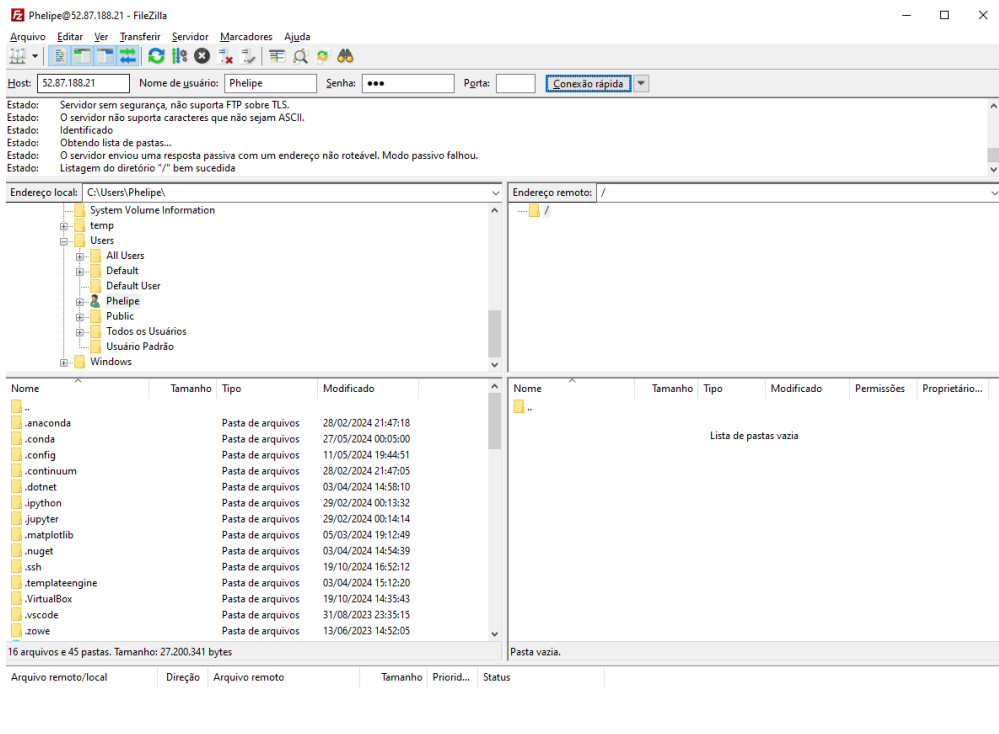 Phelipe@52.87.188.21 - FileZilla
Arquivo Editar Ver Transferir Servidor Marcadores Ajuda
Host: 52.87.188.21 Nome de usuário: Phelipe Senha: ●●● Porta: Conexão rápida
Estado: Servidor sem segurança, não suporta FTP sobre TLS.
Estado: O servidor não suporta caracteres que não sejam ASCII.
Estado: Identificado
Estado: Obtendo lista de pastas...
Estado: O servidor enviou uma resposta passiva com um endereço não roteável. Modo passivo falhou.
Estado: Listagem do diretório "/" bem sucedida
Endereço local: C:\Users\Phelipe\
System Volume Information
temp
Users
All Users
Default
Default User
Phelipe
Public
Todos os Usuários
Usuário Padrão
Windows
Endereço remoto: /
/
Nome Tamanho Tipo Modificado
..
.anaconda Pasta de arquivos 28/02/2024 21:47:18
.conda Pasta de arquivos 27/05/2024 00:05:00
.config Pasta de arquivos 11/05/2024 19:44:51
.continuum Pasta de arquivos 28/02/2024 21:47:05
.dotnet Pasta de arquivos 03/04/2024 14:58:10
.ipython Pasta de arquivos 29/02/2024 00:13:32
.jupyter Pasta de arquivos 29/02/2024 00:14:14
.matplotlib Pasta de arquivos 05/03/2024 19:12:49
.nuget Pasta de arquivos 03/04/2024 14:54:39
.ssh Pasta de arquivos 19/10/2024 16:52:12
.templateengine Pasta de arquivos 03/04/2024 15:12:20
.VirtualBox Pasta de arquivos 19/10/2024 14:35:43
.vscode Pasta de arquivos 31/08/2023 23:35:15
.zowe Pasta de arquivos 13/06/2023 14:52:05
16 arquivos e 45 pastas. Tamanho: 27.200.341 bytes
Nome Tamanho Tipo Modificado Permissões Proprietário...
..
Lista de pastas vazia
Pasta vazia.
Arquivo remoto/local Direção Arquivo remoto Tamanho Priorid... Status